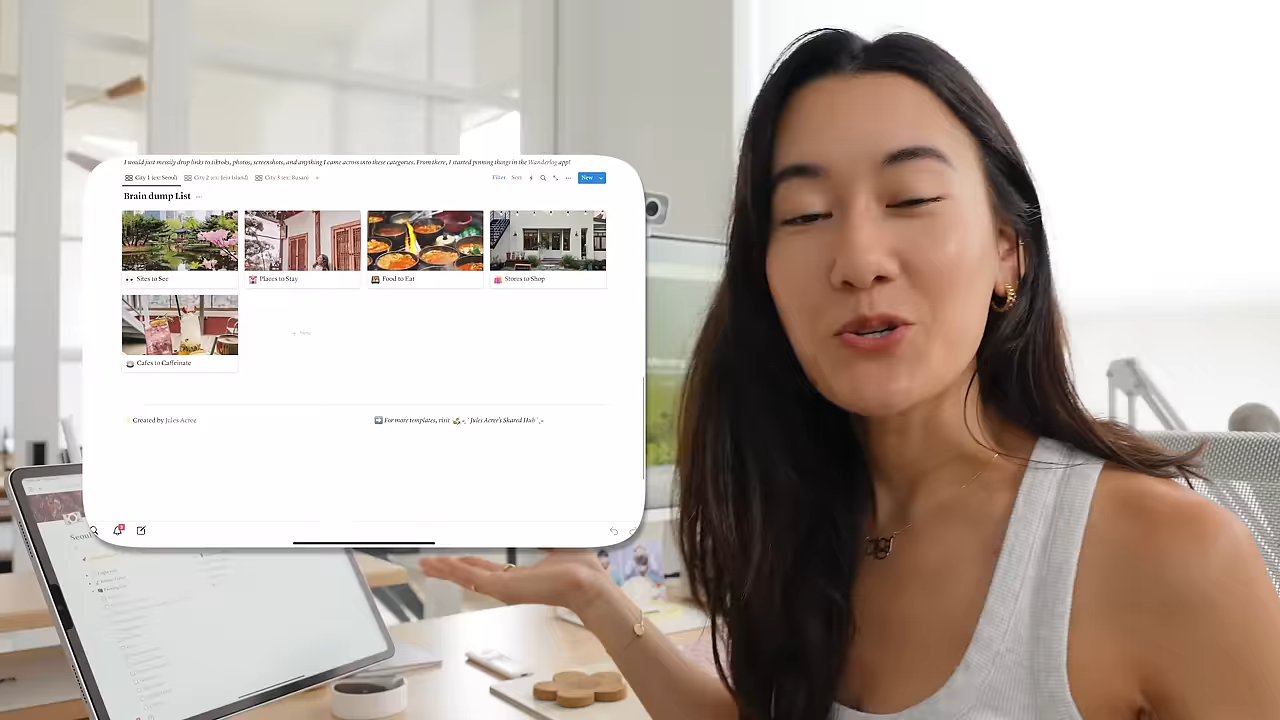 I would just messily drop links to tiktoks, photos, screenshots, and anything I came across into these categories. From there, I started pinning things in the Wanderlog app!
City 1 (ex: Seoul) City 2 (ex: Jeju Island) City 3 (ex: Busan) +
Filter Sort New
Brain dump List ...
Sites to See
Places to Stay
Food to Eat
Stores to Shop
Cafes to Caffeinate
+ New
Created by Jules Acree
For more templates, visit Jules Acree's Shared Hub
Seoul